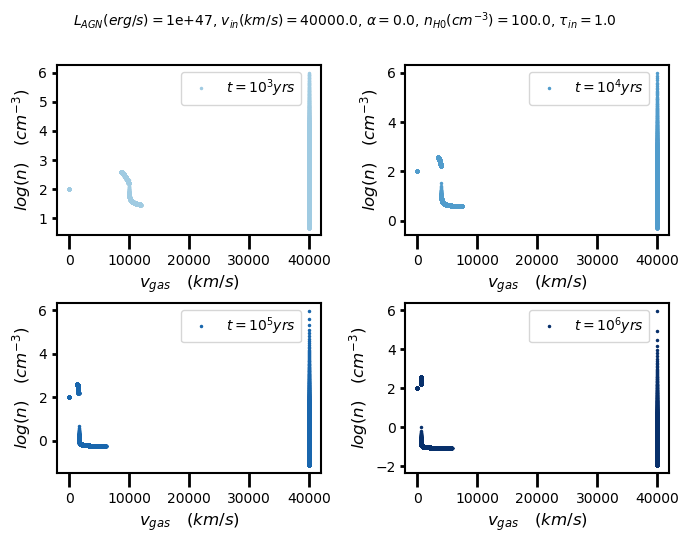 L_AGN(erg/s) = 1e+47, v_in(km/s) = 40000.0, α = 0.0, n_H0(cm^−3) = 100.0, τ_in = 1.0
t = 10^3 yrs
6
5
4
3
2
1
log(n) (cm^−3)
0 10000 20000 30000 40000
v_gas (km/s)
t = 10^4 yrs
6
4
2
0
log(n) (cm^−3)
0 10000 20000 30000 40000
v_gas (km/s)
t = 10^5 yrs
6
4
2
0
log(n) (cm^−3)
0 10000 20000 30000 40000
v_gas (km/s)
t = 10^6 yrs
6
4
2
0
−2
log(n) (cm^−3)
0 10000 20000 30000 40000
v_gas (km/s)